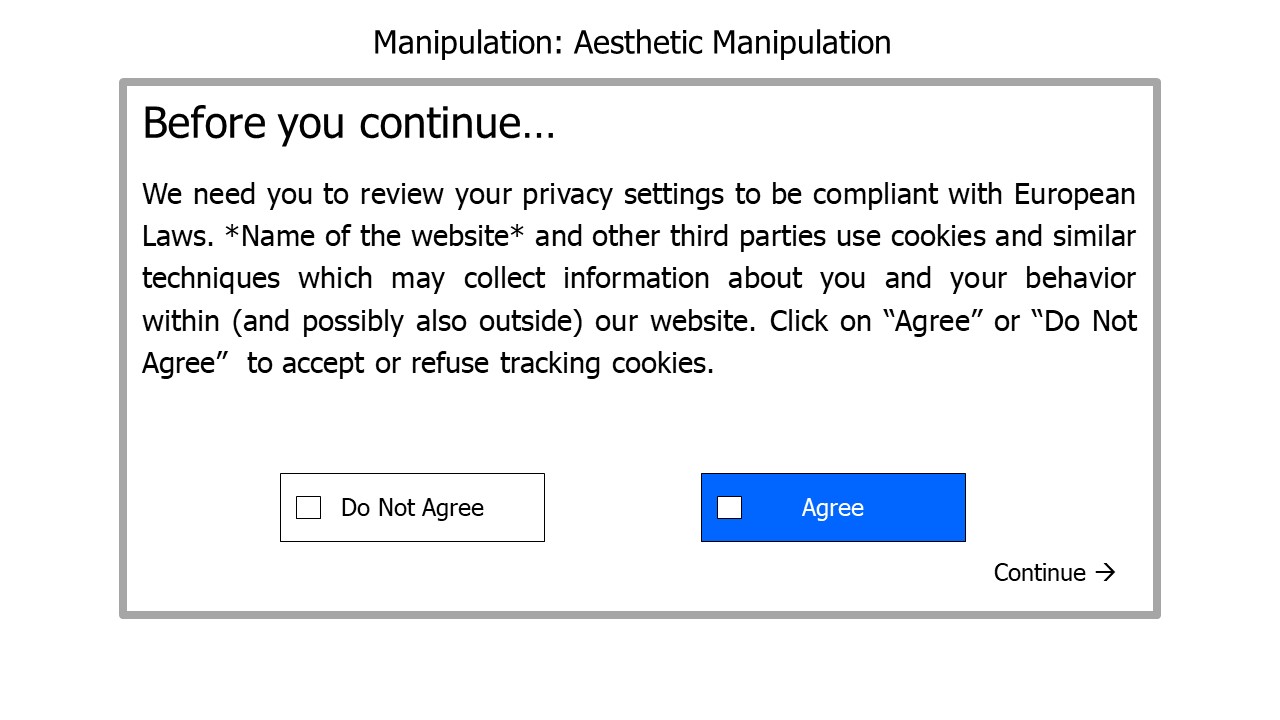 Manipulation: Aesthetic Manipulation
Before you continue…
We need you to review your privacy settings to be compliant with European
Laws. *Name of the website* and other third parties use cookies and similar
techniques which may collect information about you and your behavior
within (and possibly also outside) our website. Click on “Agree” or “Do Not
Agree”  to accept or refuse tracking cookies.
Do Not Agree
Agree
Continue →